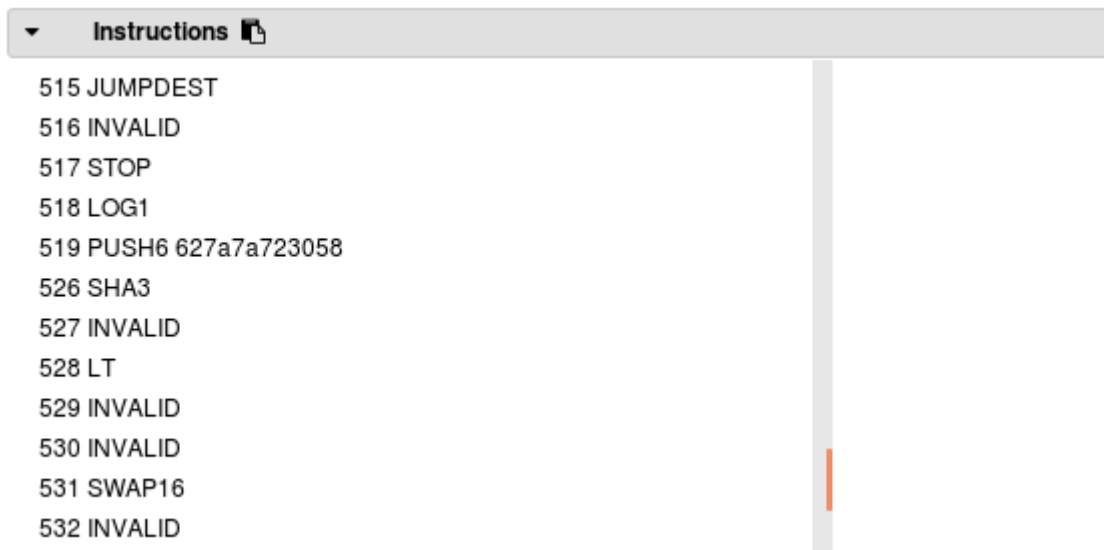 Instructions
515 JUMPDEST
516 INVALID
517 STOP
518 LOG1
519 PUSH6 627a7a723058
526 SHA3
527 INVALID
528 LT
529 INVALID
530 INVALID
531 SWAP16
532 INVALID